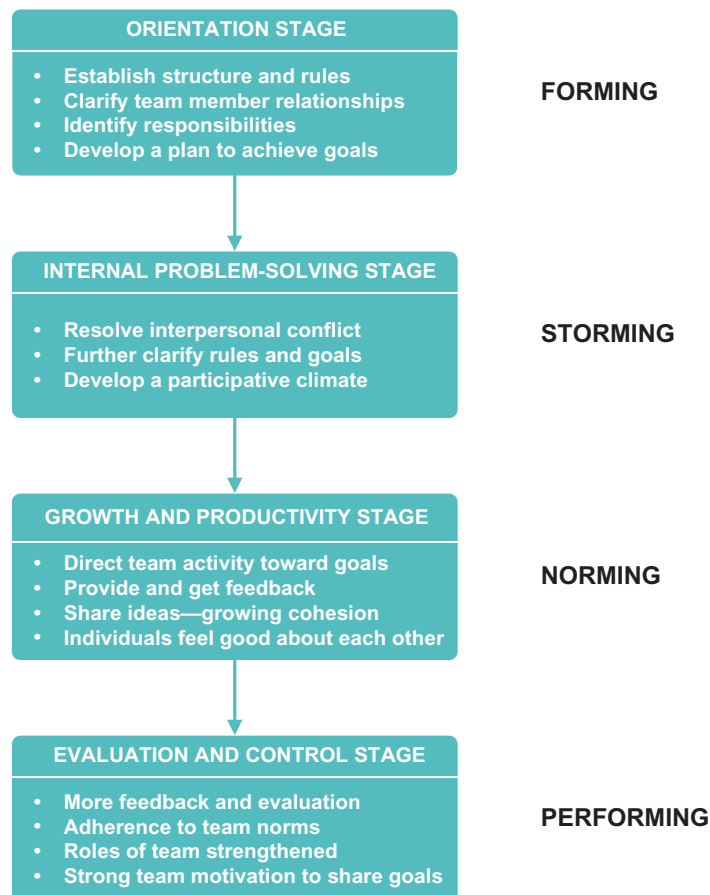 ORIENTATION STAGE
• Establish structure and rules
• Clarify team member relationships
• Identify responsibilities
• Develop a plan to achieve goals
FORMING
INTERNAL PROBLEM-SOLVING STAGE
• Resolve interpersonal conflict
• Further clarify rules and goals
• Develop a participative climate
STORMING
GROWTH AND PRODUCTIVITY STAGE
• Direct team activity toward goals
• Provide and get feedback
• Share ideas—growing cohesion
• Individuals feel good about each other
NORMING
EVALUATION AND CONTROL STAGE
• More feedback and evaluation
• Adherence to team norms
• Roles of team strengthened
• Strong team motivation to share goals
PERFORMING